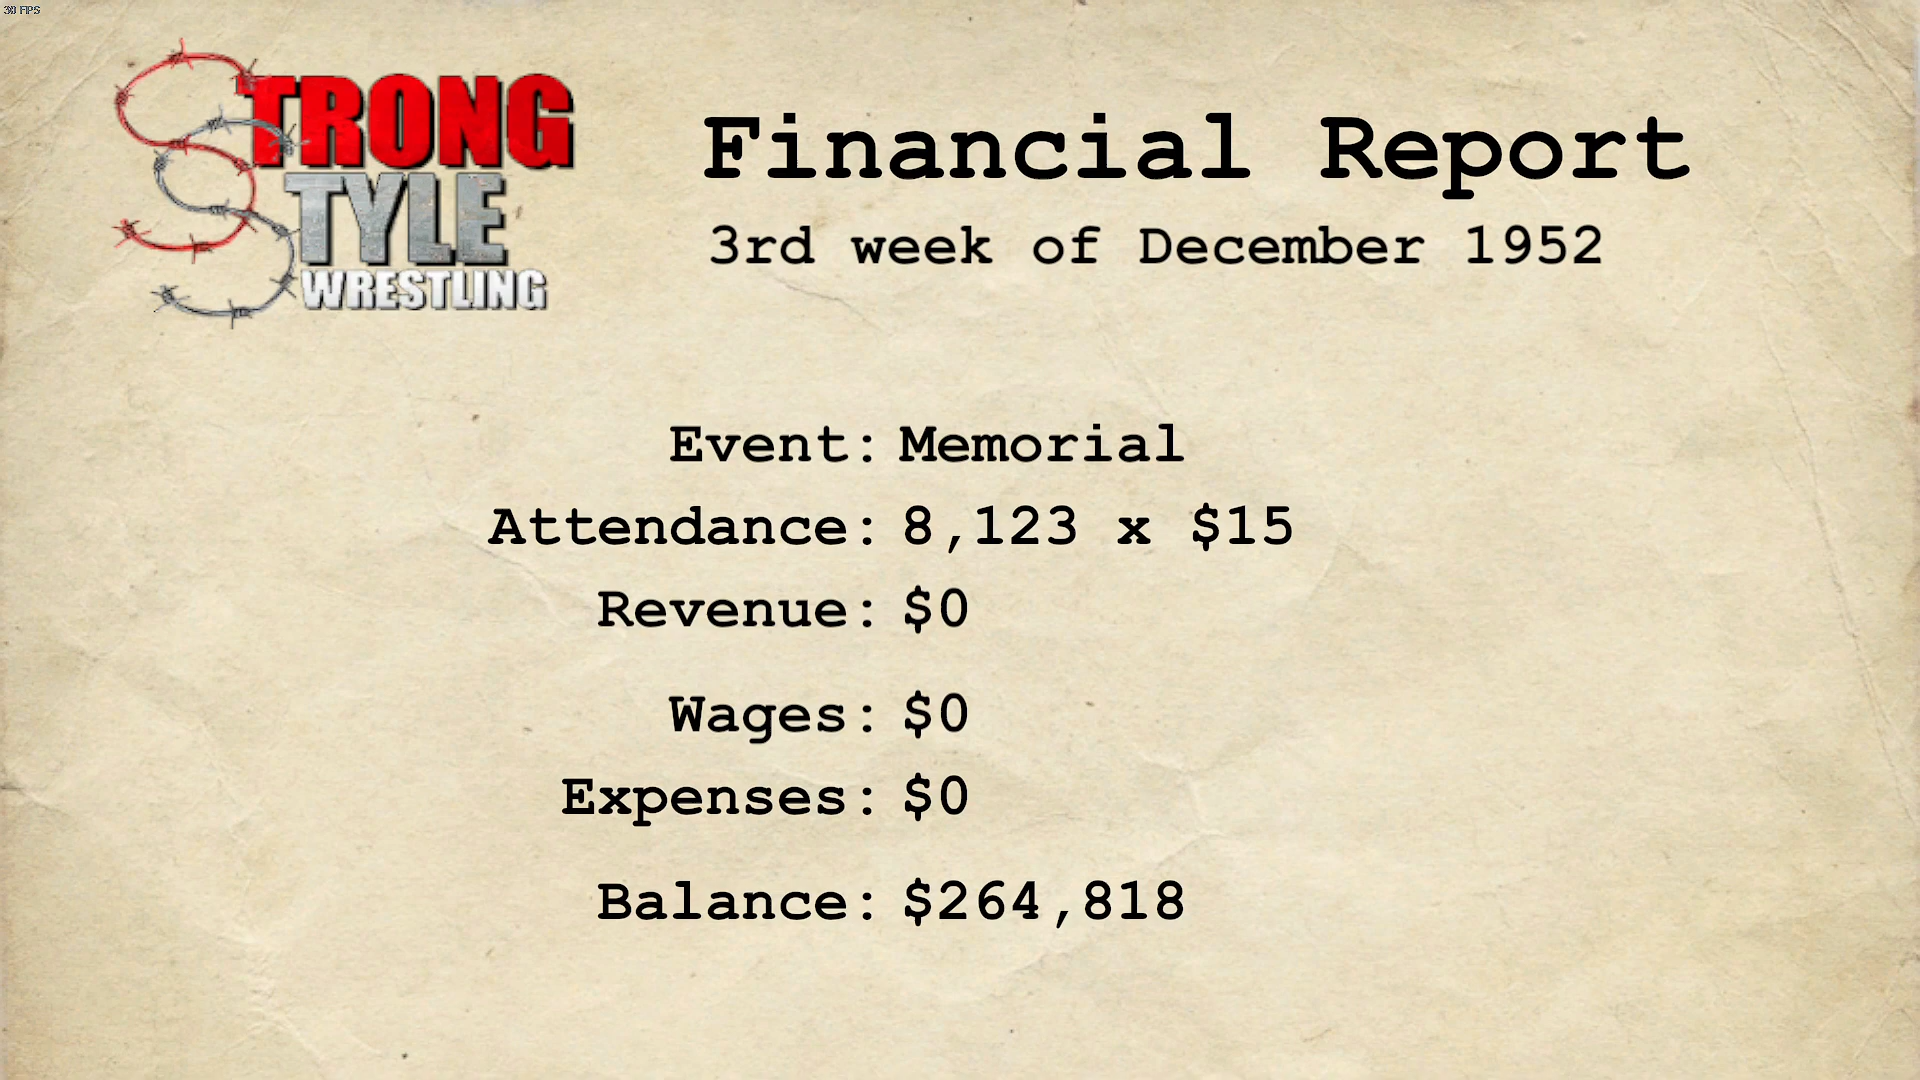 30 FPS
STRONG
STYLE
WRESTLING
Financial Report
3rd week of December 1952
Event: Memorial
Attendance: 8,123 x $15
Revenue: $0
Wages: $0
Expenses: $0
Balance: $264,818